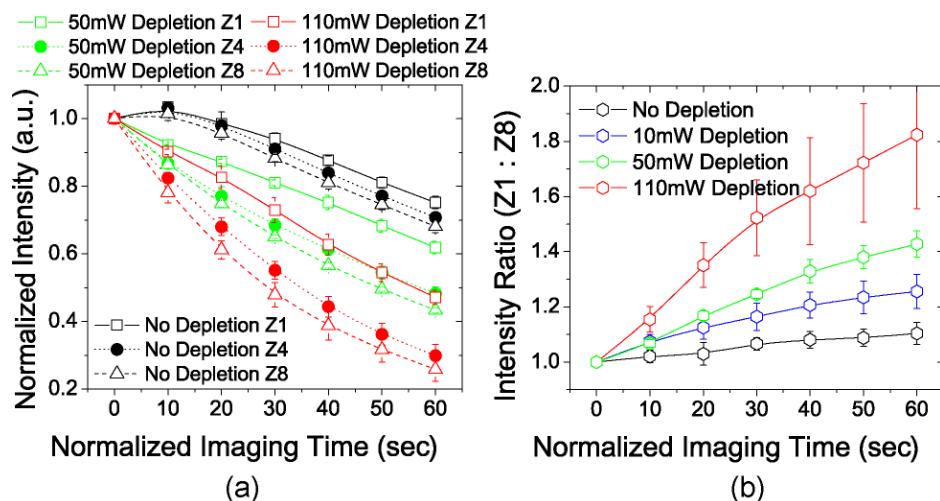 50mW Depletion Z1
110mW Depletion Z1
50mW Depletion Z4
110mW Depletion Z4
50mW Depletion Z8
110mW Depletion Z8
Normalized Intensity (a.u.)
1.0
0.8
0.6
0.4
0.2
No Depletion Z1
No Depletion Z4
No Depletion Z8
0 10 20 30 40 50 60
Normalized Imaging Time (sec)
(a)
Intensity Ratio (Z1 : Z8)
2.0
1.8
1.6
1.4
1.2
1.0
No Depletion
10mW Depletion
50mW Depletion
110mW Depletion
0 10 20 30 40 50 60
Normalized Imaging Time (sec)
(b)